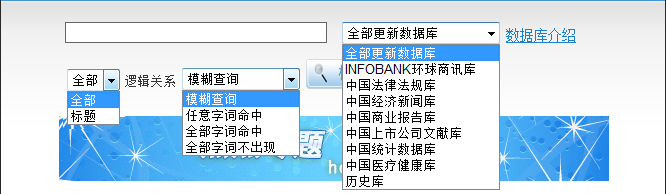 全部更新数据库 数据库介绍
全部更新数据库
INFOBANK环球商讯库
中国法律法规库
中国经济新闻库
中国商业报告库
中国上市公司文献库
中国统计数据库
中国医疗健康库
历史库
全部 逻辑关系 模糊查询
全部
标题
模糊查询
任意字词命中
全部字词命中
全部字词不出现
题